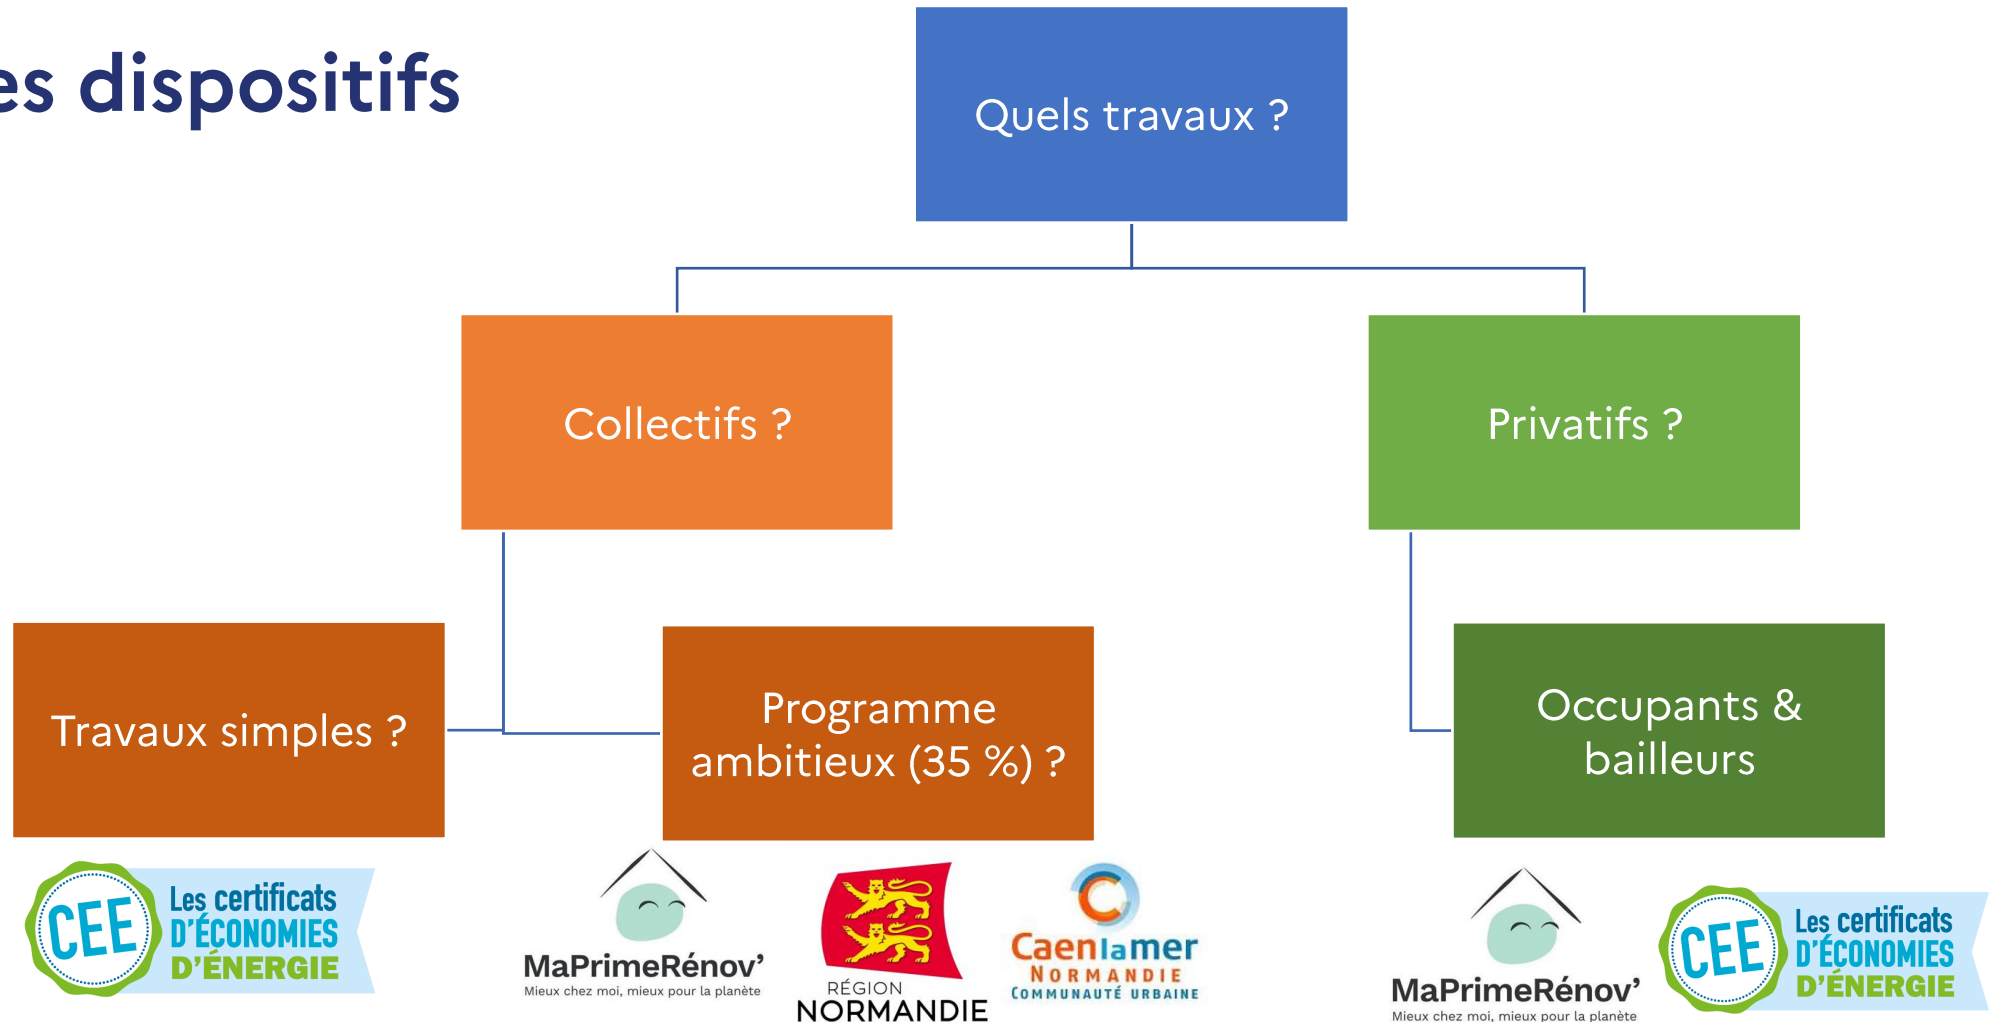 es dispositifs
Quels travaux ?
Collectifs ?
Privatifs ?
Travaux simples ?
Programme
ambitieux (35 %) ?
Occupants &
bailleurs
CEE
Les certificats
D'ÉCONOMIES
D'ÉNERGIE
MaPrimeRénov'
Mieux chez moi, mieux pour la planète
RÉGION
NORMANDIE
Caenlamer
NORMANDIE
COMMUNAUTÉ URBAINE
MaPrimeRénov'
Mieux chez moi, mieux pour la planète
CEE
Les certificats
D'ÉCONOMIES
D'ÉNERGIE